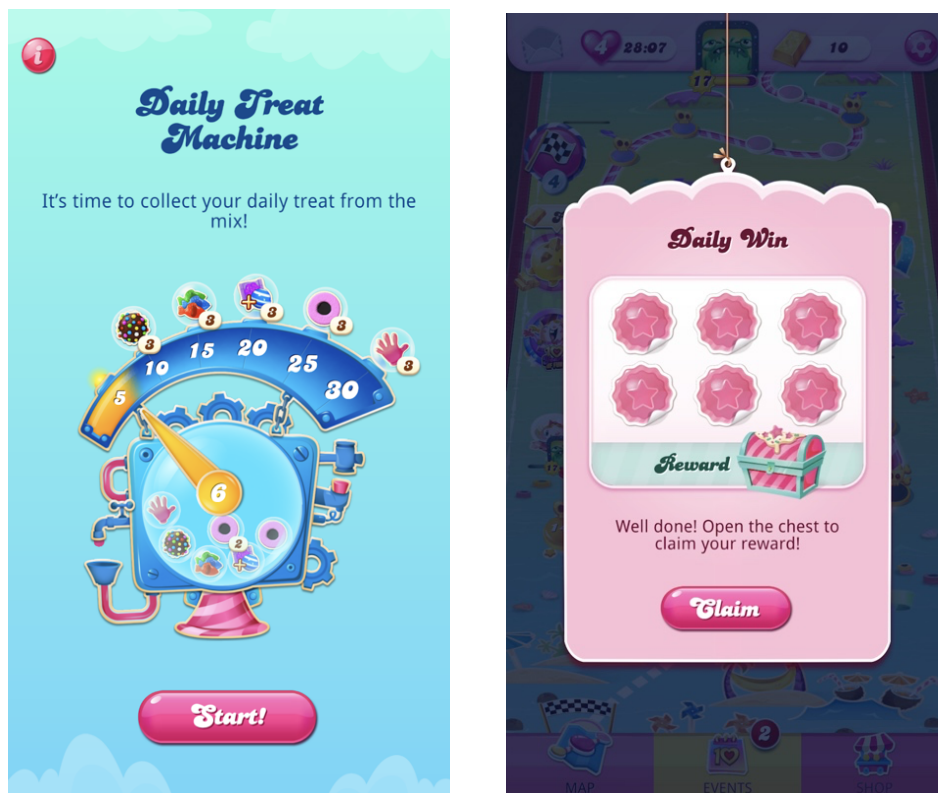 i
Daily Treat
Machine
It's time to collect your daily treat from the
mix!
3
3
3
3
3
5
10
15
20
25
30
6
2
Start!
4
28:07
10
17
4
Daily Win
Reward
Well done! Open the chest to
claim your reward!
Claim
17
2
MAP
EVENTS
SHOP